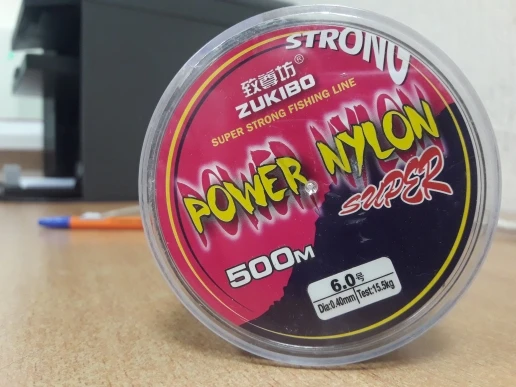 STRONG
致尊坊®
ZUKIBO
SUPER STRONG FISHING LINE
POWER NYLON
SUPER
500M
6.0号
Dia:0.40mm Test:15.5kg